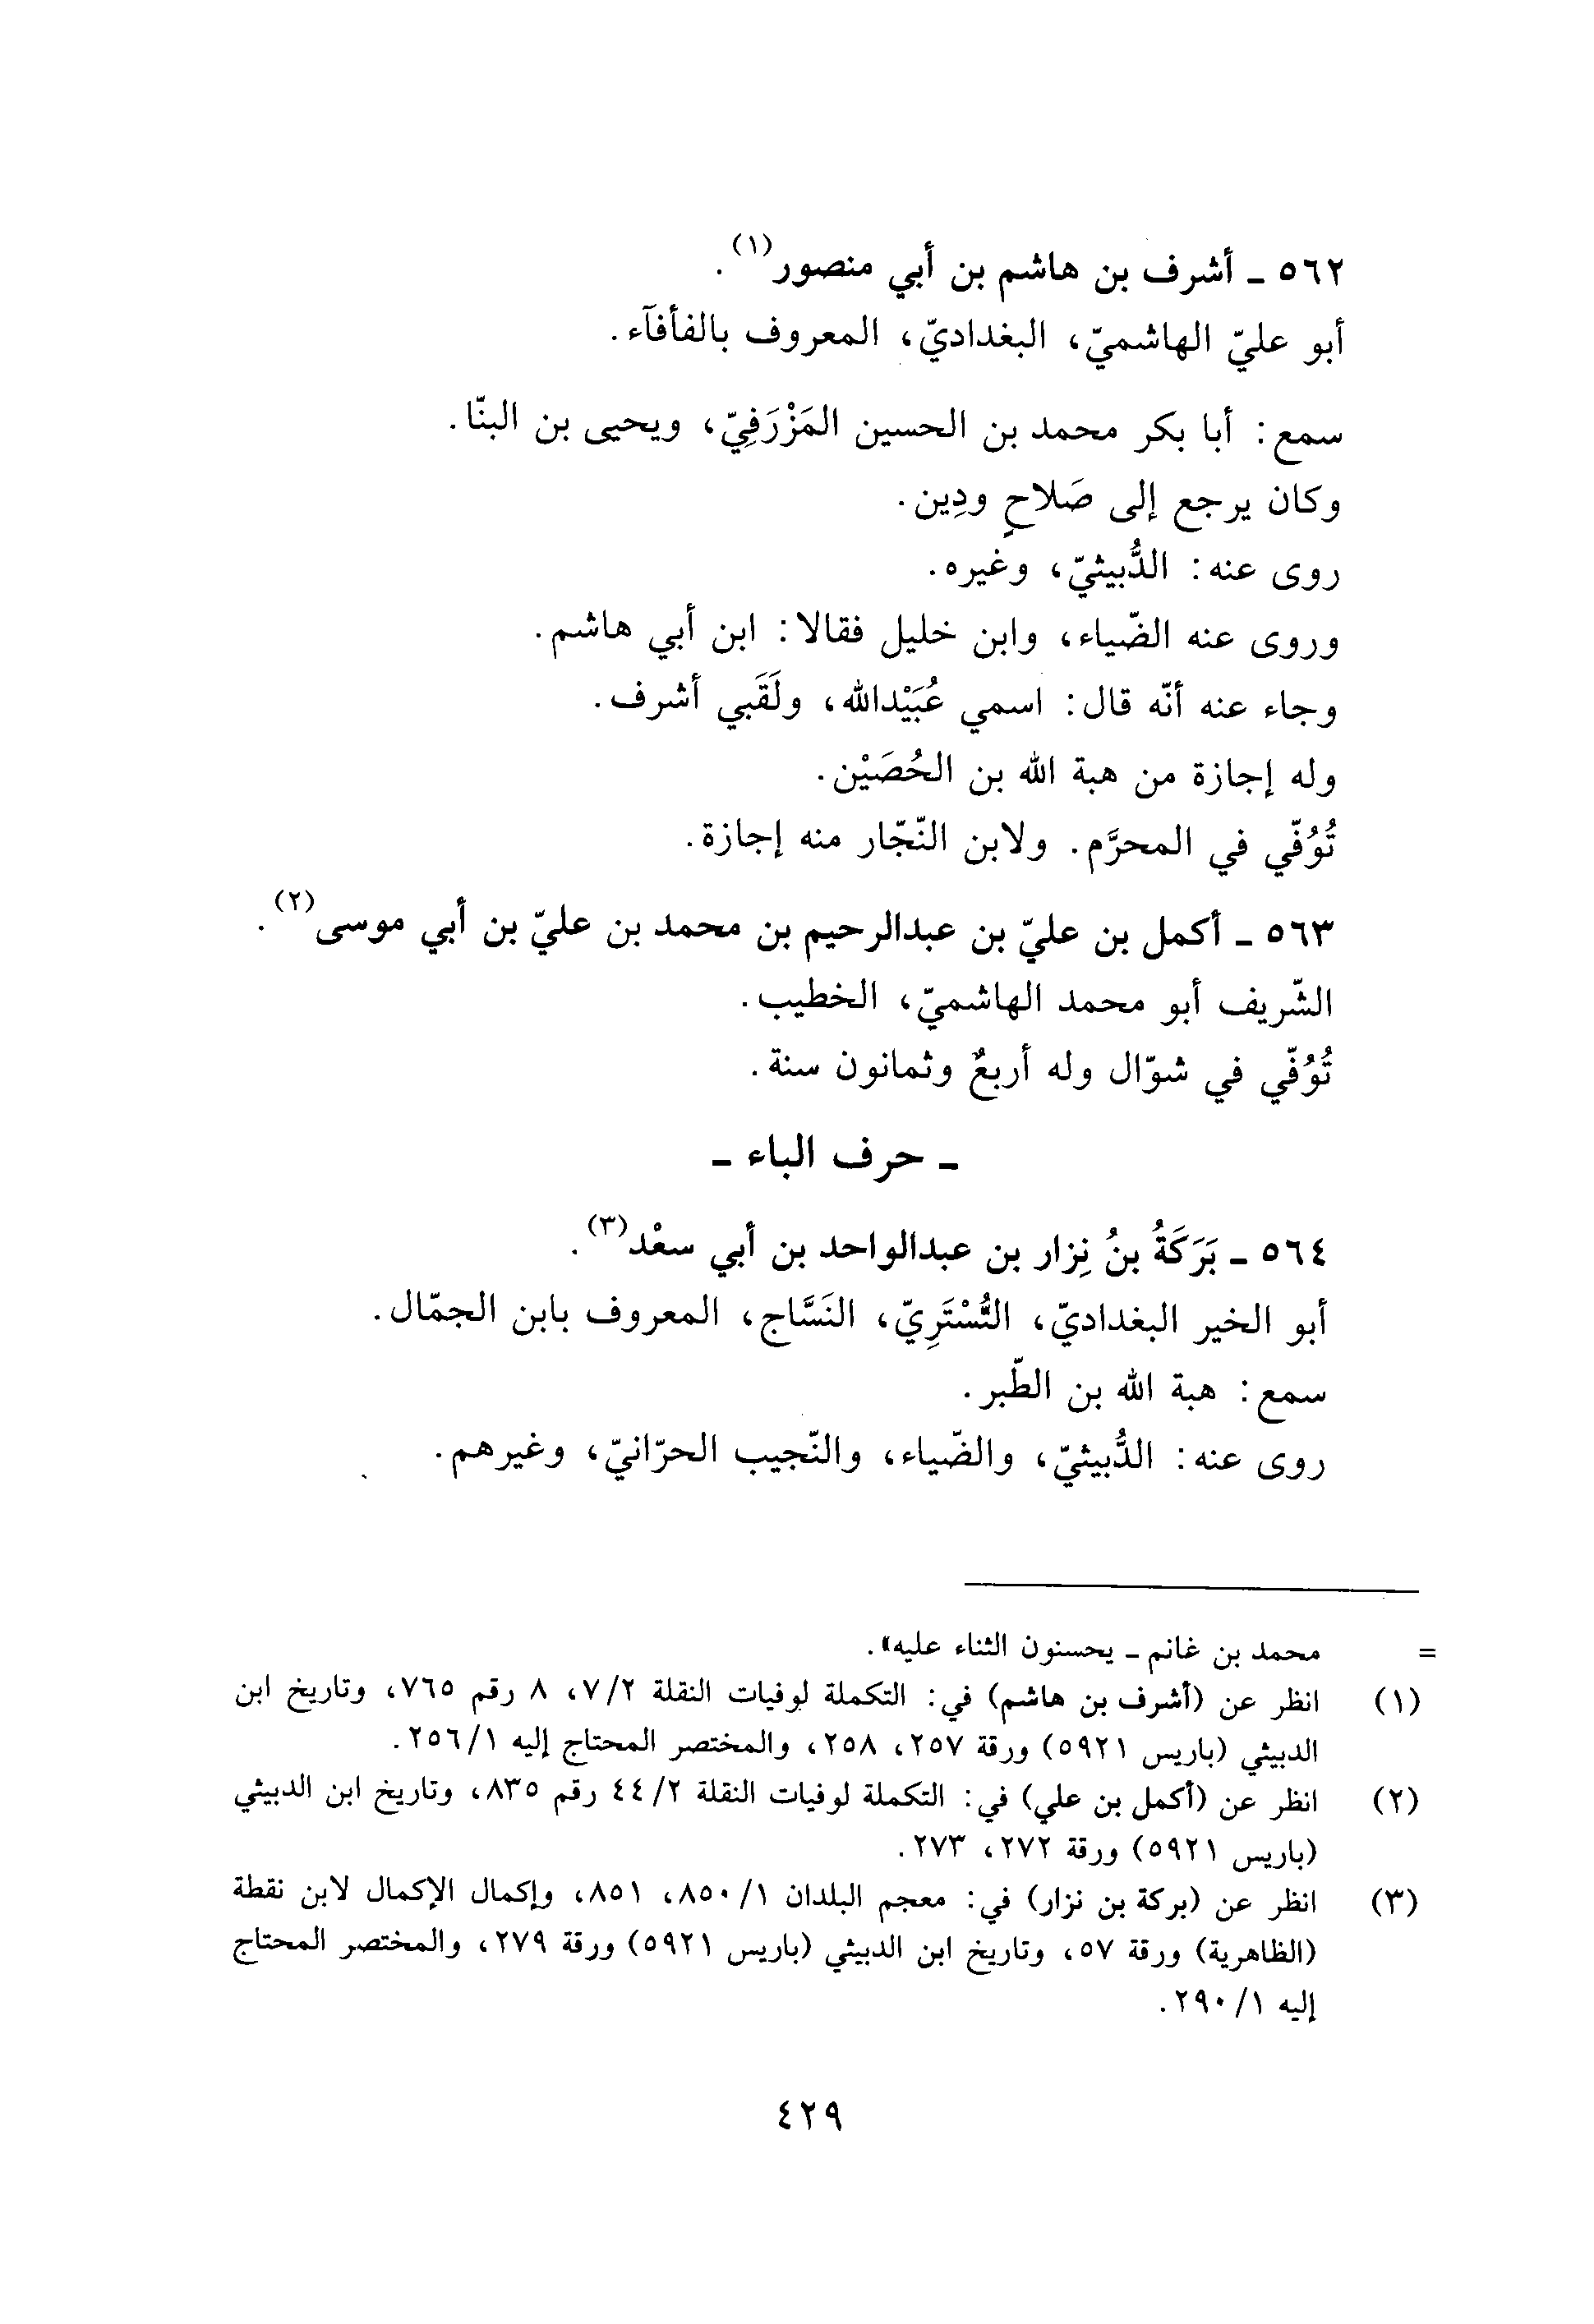 ٥٦٢ ـ أشرف بن هاشم بن أبي منصور(١).
أبو عليّ الهاشميّ، البغداديّ، المعروف بالفأفآء.
سمع: أبا بكر محمد بن الحسين المَزْرَفِيّ، ويحيى بن البنّا.
وكان يرجع إلى صَلاحٍ ودِين.
روى عنه: الدُّبيثيّ، وغيره.
وروى عنه الضّياء، وابن خليل فقالا: ابن أبي هاشم.
وجاء عنه أنّه قال: اسمي عُبَيْدالله، ولَقَبي أشرف.
وله إجازة من هبة الله بن الحُصَيْن.
تُوُفّي في المحرَّم. ولابن النّجّار منه إجازة.
٥٦٣ ـ أكمل بن عليّ بن عبدالرحيم بن محمد بن عليّ بن أبي موسى(٢).
الشّريف أبو محمد الهاشميّ، الخطيب.
تُوُفّي في شوّال وله أربعٌ وثمانون سنة.
ـ حرف الباء ـ
٥٦٤ ـ بَرَكَةُ بنُ نِزار بن عبدالواحد بن أبي سعْد(٣).
أبو الخير البغداديّ، التُّسْتَرِيّ، النَسَّاج، المعروف بابن الجمّال.
سمع: هبة الله بن الطّبر.
روى عنه: الدُّبيثيّ، والضّياء، والنّجيب الحرّانيّ، وغيرهم.
= محمد بن غانم ـ يحسنون الثناء عليه».
(١) انظر عن (أشرف بن هاشم) في: التكملة لوفيات النقلة ٧/٢، ٨ رقم ٧٦٥، وتاريخ ابن
الدبيثي (باريس ٥٩٢١) ورقة ٢٥٧، ٢٥٨، والمختصر المحتاج إليه ٢٥٦/١.
(٢) انظر عن (أكمل بن علي) في: التكملة لوفيات النقلة ٤٤/٢ رقم ٨٣٥، وتاريخ ابن الدبيثي
(باريس ٥٩٢١) ورقة ٢٧٢، ٢٧٣.
(٣) انظر عن (بركة بن نزار) في: معجم البلدان ٨٥٠/١، ٨٥١، وإكمال الإكمال لابن نقطة
(الظاهرية) ورقة ٥٧، وتاريخ ابن الدبيثي (باريس ٥٩٢١) ورقة ٢٧٩، والمختصر المحتاج
إليه ٢٩٠/١.
٤٢٩